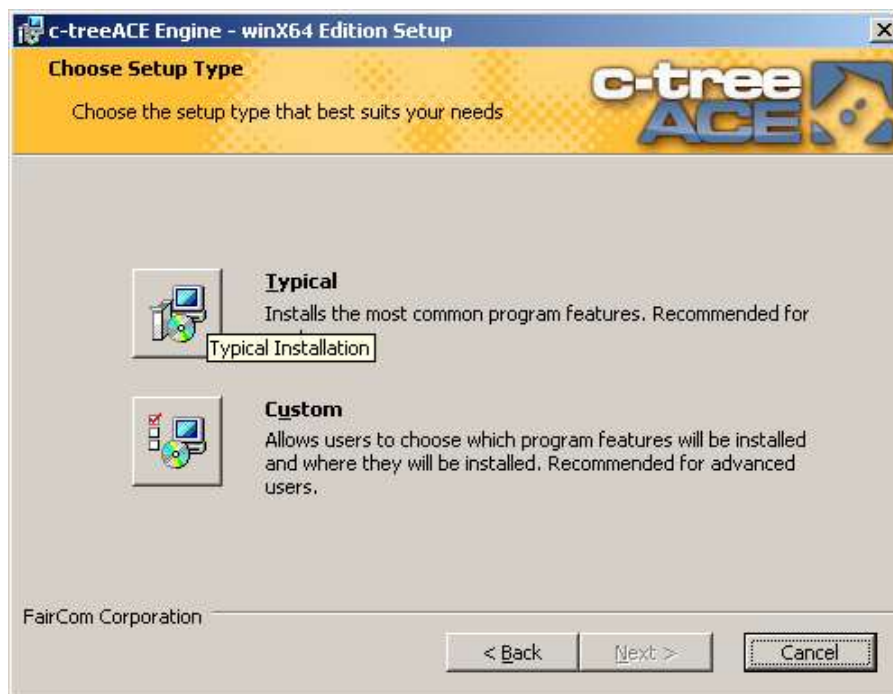 c-treeACE Engine - winX64 Edition Setup
Choose Setup Type
Choose the setup type that best suits your needs
c-tree
ACE
Typical
Installs the most common program features. Recommended for
Typical Installation
Custom
Allows users to choose which program features will be installed
and where they will be installed. Recommended for advanced
users.
FairCom Corporation
< Back
Next >
Cancel